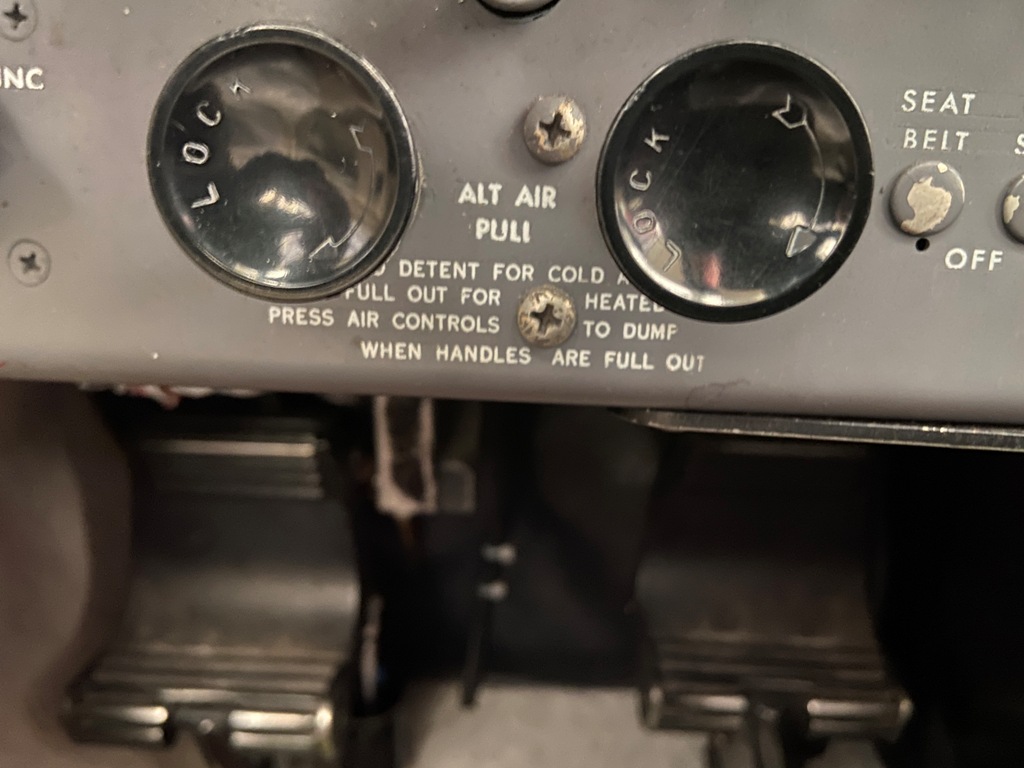 INC
LOCK
LOCK
SEAT
BELT
OFF
ALT AIR
PULL
DETENT FOR COLD
FULL OUT FOR HEATED
PRESS AIR CONTROLS TO DUMP
WHEN HANDLES ARE FULL OUT